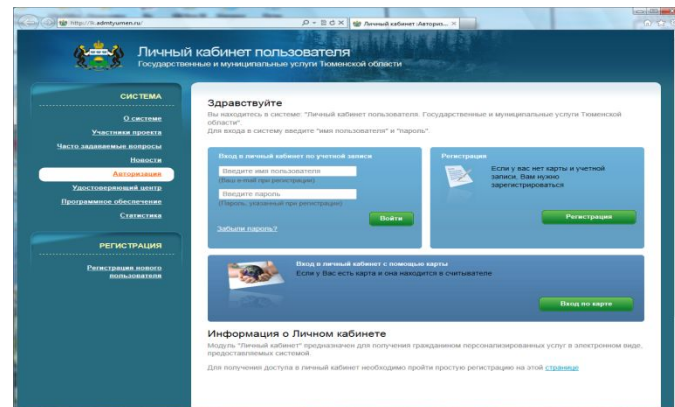 http://lk.admtyumen.ru/
Личный кабинет :Авториз...
Личный кабинет пользователя
Государственные и муниципальные услуги Тюменской области
СИСТЕМА
О системе
Участники проекта
Часто задаваемые вопросы
Новости
Авторизация
Удостоверяющий центр
Программное обеспечение
Статистика
РЕГИСТРАЦИЯ
Регистрация нового
пользователя
Здравствуйте
Вы находитесь в системе: "Личный кабинет пользователя. Государственные и муниципальные услуги Тюменской
области".
Для входа в систему введите "имя пользователя" и "пароль".
Вход в личный кабинет по учетной записи
Введите имя пользователя
(Ваш e-mail при регистрации)
Введите пароль
(Пароль, указанный при регистрации)
Войти
Забыли пароль?
Регистрация
Если у вас нет карты и учетной
записи. Вам нужно
зарегистрироваться
Регистрация
Вход в личный кабинет с помощью карты
Если у Вас есть карта и она находится в считывателе
Вход по карте
Информация о Личном кабинете
Модуль "Личный кабинет" предназначен для получения гражданином персонализированных услуг в электронном виде,
предоставляемых системой.
Для получения доступа в личный кабинет необходимо пройти простую регистрацию на этой странице